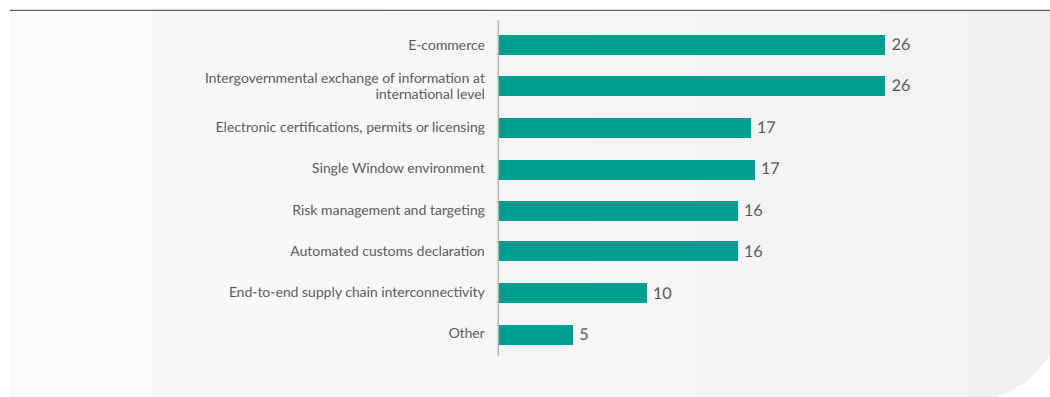 E-commerce 26
Intergovernmental exchange of information at
international level 26
Electronic certifications, permits or licensing 17
Single Window environment 17
Risk management and targeting 16
Automated customs declaration 16
End-to-end supply chain interconnectivity 10
Other 5